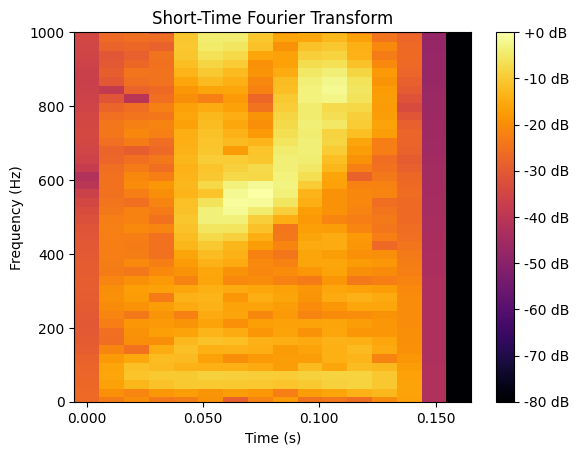 Short-Time Fourier Transform
Frequency (Hz)
1000
800
600
400
200
0
0.000
0.050
0.100
0.150
Time (s)
+0 dB
-10 dB
-20 dB
-30 dB
-40 dB
-50 dB
-60 dB
-70 dB
-80 dB